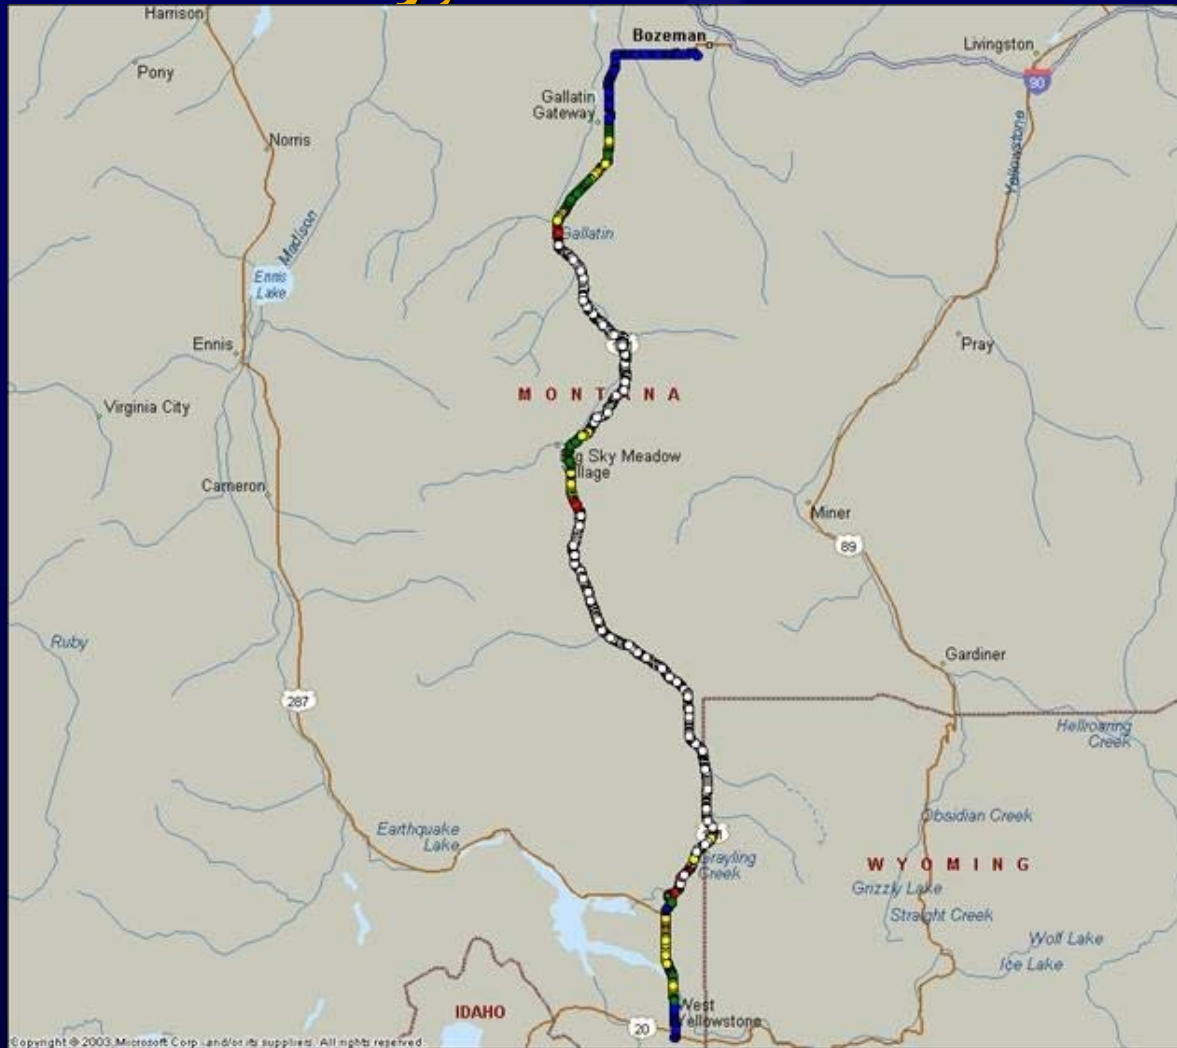 Harrison
Bozeman
Livingston
90
Pony
Gallatin
Gateway
Yellowstone
Norris
Madison
Gallatin
Ennis
Lake
Ennis
Pray
MONTANA
Virginia City
Big Sky Meadow
Village
Cameron
Miner
89
Ruby
Gardiner
287
Hellroaring
Creek
Obsidian Creek
Earthquake
Lake
Grayling
Creek
WYOMING
Grizzly Lake
Straight Creek
Wolf Lake
Ice Lake
West
Yellowstone
IDAHO
20
Copyright © 2003, Microsoft Corp. and/or its suppliers. All rights reserved.